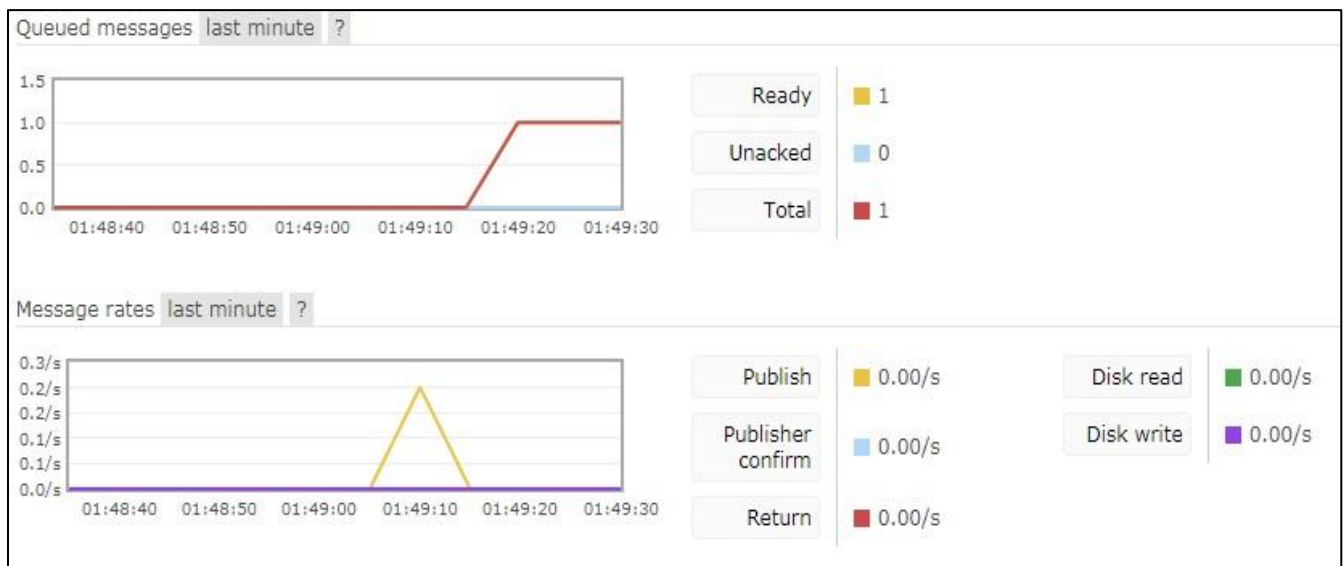 Queued messages last minute ?
1.5
1.0
0.5
0.0
01:48:40 01:48:50 01:49:00 01:49:10 01:49:20 01:49:30
Ready 1
Unacked 0
Total 1
Message rates last minute ?
0.3/s
0.2/s
0.2/s
0.1/s
0.1/s
0.0/s
01:48:40 01:48:50 01:49:00 01:49:10 01:49:20 01:49:30
Publish 0.00/s
Publisher
confirm 0.00/s
Return 0.00/s
Disk read 0.00/s
Disk write 0.00/s